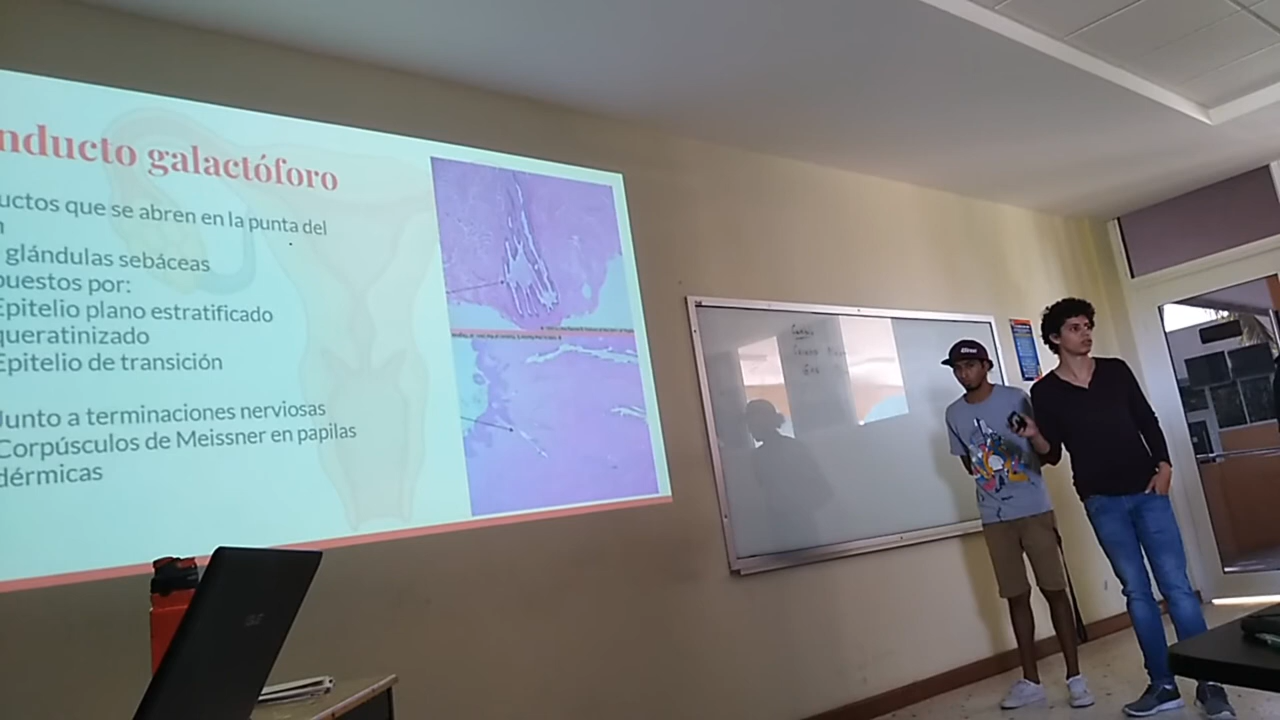 nducto galactóforo
uctos que se abren en la punta del
n
glándulas sebáceas
puestos por:
Epitelio plano estratificado
queratinizado
Epitelio de transición
Junto a terminaciones nerviosas
Corpúsculos de Meissner en papilas
dérmicas